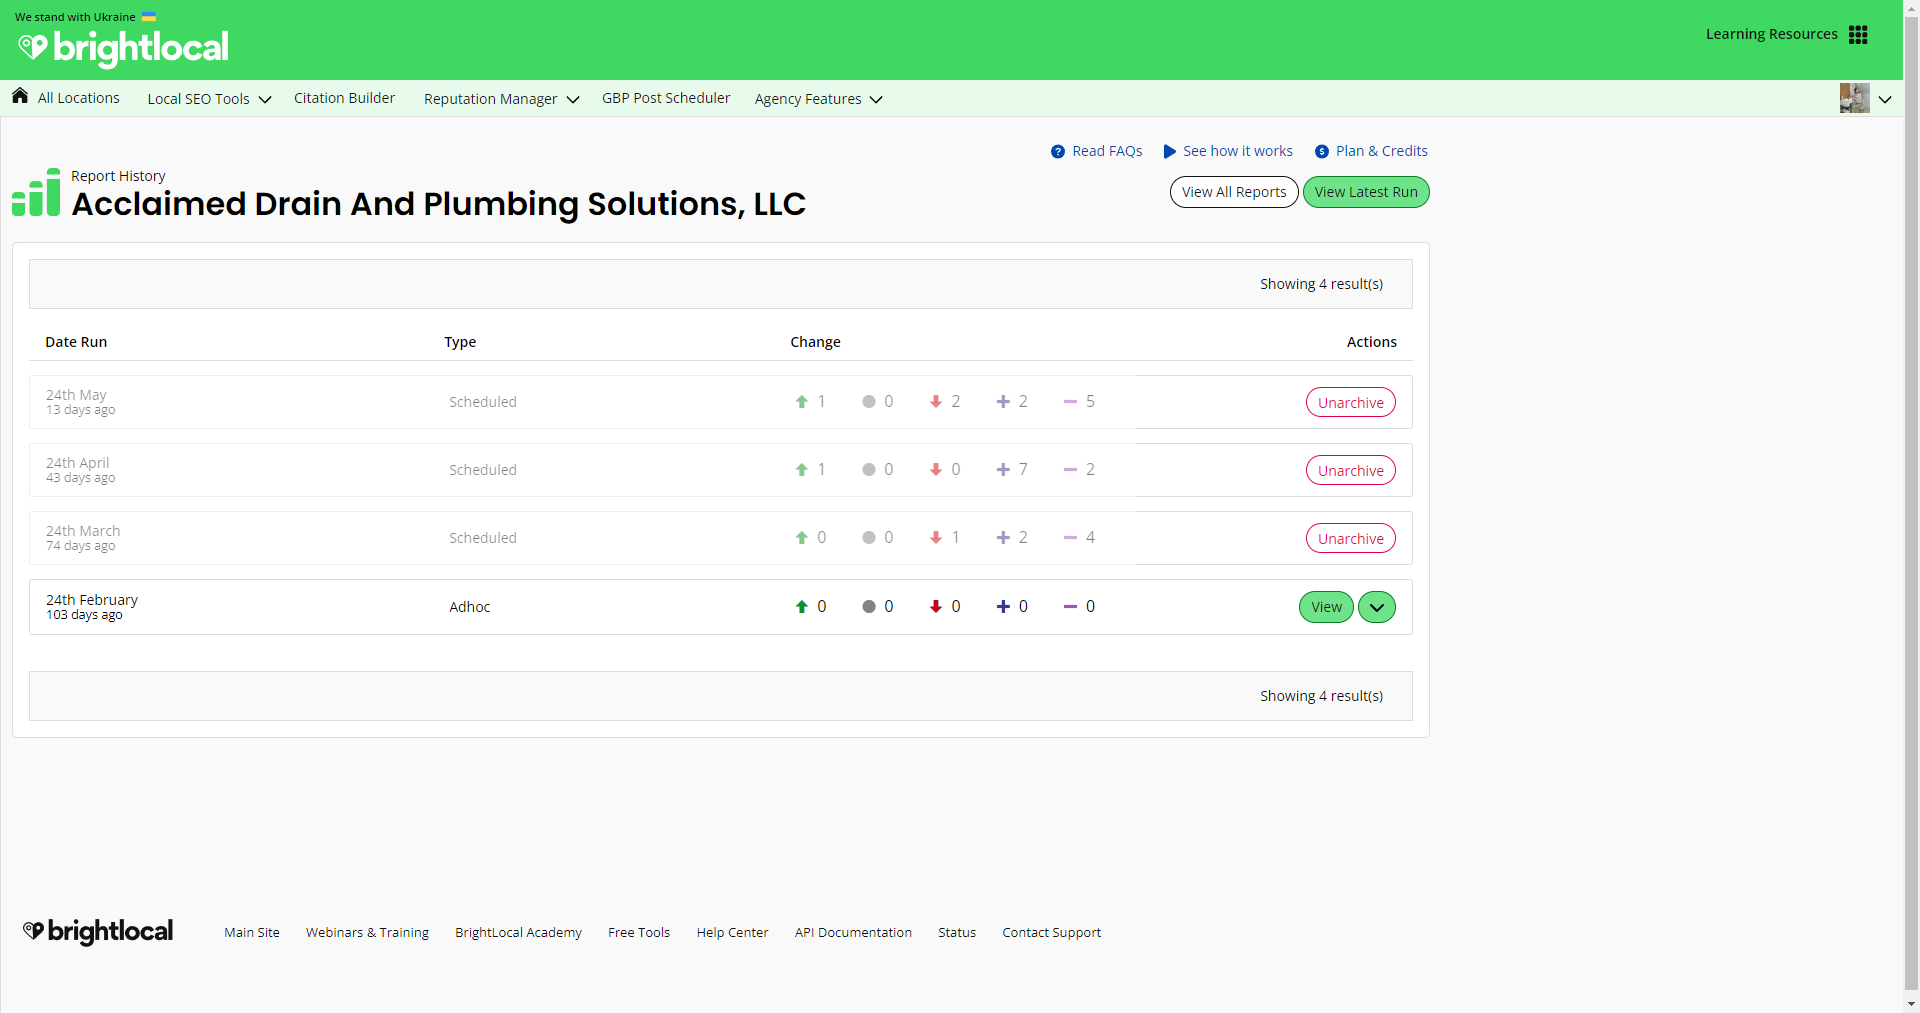 We stand with Ukraine
brightlocal
Learning Resources
All Locations
Local SEO Tools
Citation Builder
Reputation Manager
GBP Post Scheduler
Agency Features
Read FAQs
See how it works
Plan & Credits
Report History
Acclaimed Drain And Plumbing Solutions, LLC
View All Reports
View Latest Run
Showing 4 result(s)
Date Run Type Change Actions
24th May
13 days ago
Scheduled 1 0 2 2 5 Unarchive
24th April
43 days ago
Scheduled 1 0 0 7 2 Unarchive
24th March
74 days ago
Scheduled 0 0 1 2 4 Unarchive
24th February
103 days ago
Adhoc 0 0 0 0 0 View
Showing 4 result(s)
brightlocal
Main Site
Webinars & Training
BrightLocal Academy
Free Tools
Help Center
API Documentation
Status
Contact Support